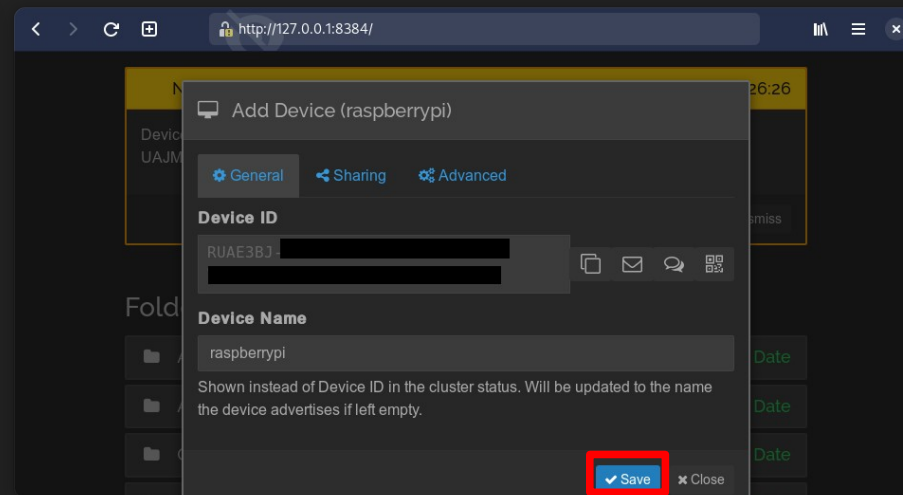 http://127.0.0.1:8384/
26:26
Add Device (raspberrypi)
Devic
UAJM
General
Sharing
Advanced
Device ID
RUAE3BJ-
smiss
Fold
Device Name
raspberrypi
Date
Shown instead of Device ID in the cluster status. Will be updated to the name
the device advertises if left empty.
Date
Save
Close
Date